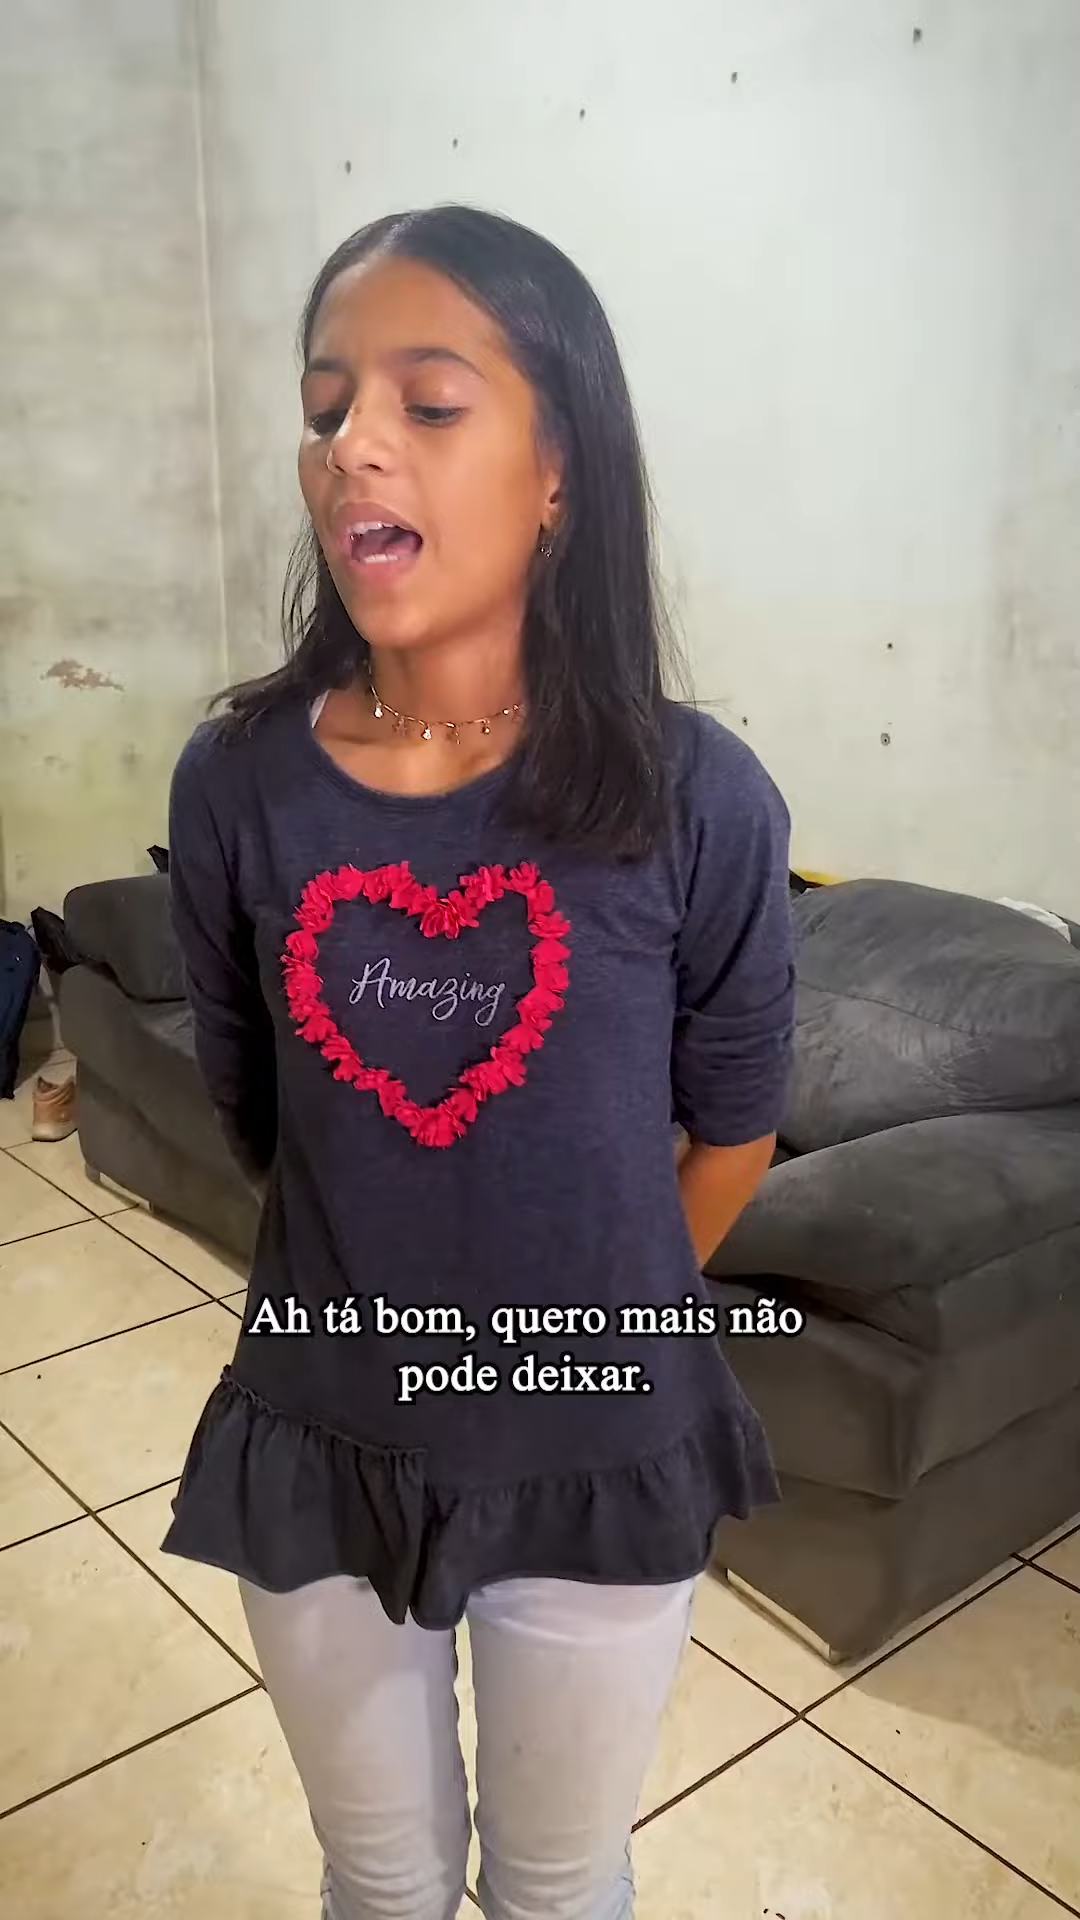 Amazing
Ah tá bom, quero mais não
pode deixar.